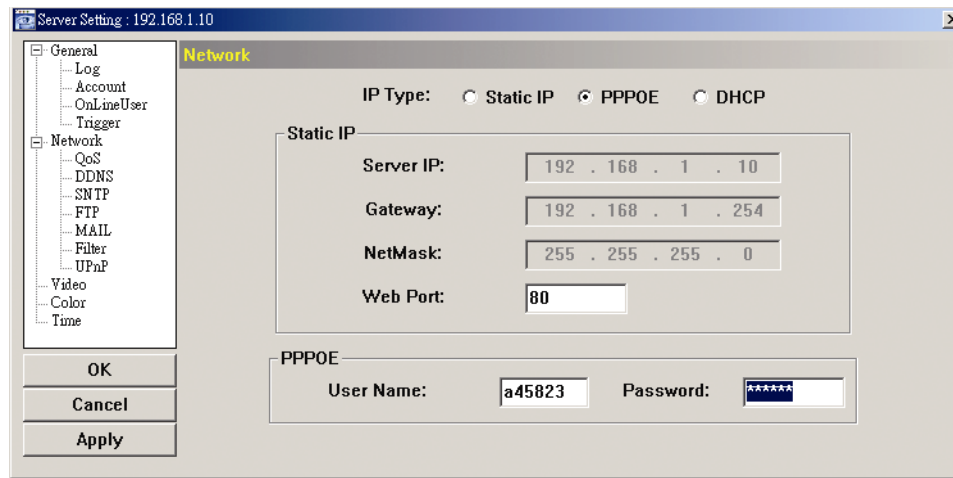 Server Setting : 192.168.1.10
General
Log
Account
OnLineUser
Trigger
Network
QoS
DDNS
SNTP
FTP
MAIL
Filter
UPnP
Video
Color
Time
OK
Cancel
Apply
Network
IP Type: Static IP PPPOE DHCP
Static IP
Server IP: 192 . 168 . 1 . 10
Gateway: 192 . 168 . 1 . 254
NetMask: 255 . 255 . 255 . 0
Web Port: 80
PPPOE
User Name: a45823 Password: ******